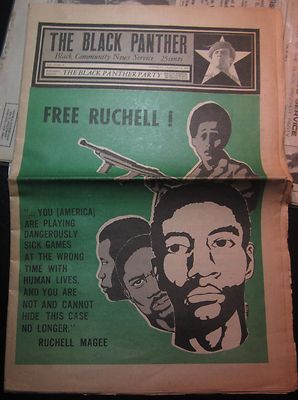 THE BLACK PANTHER
Black Community News Service 25 cents
THE BLACK PANTHER PARTY
FREE RUCHELL !
"... YOU [AMERICA]
ARE PLAYING
DANGEROUSLY
SICK GAMES
AT THE WRONG
TIME WITH
HUMAN LIVES,
AND YOU ARE
NOT AND CANNOT
HIDE THIS CASE
NO LONGER."
RUCHELL MAGEE